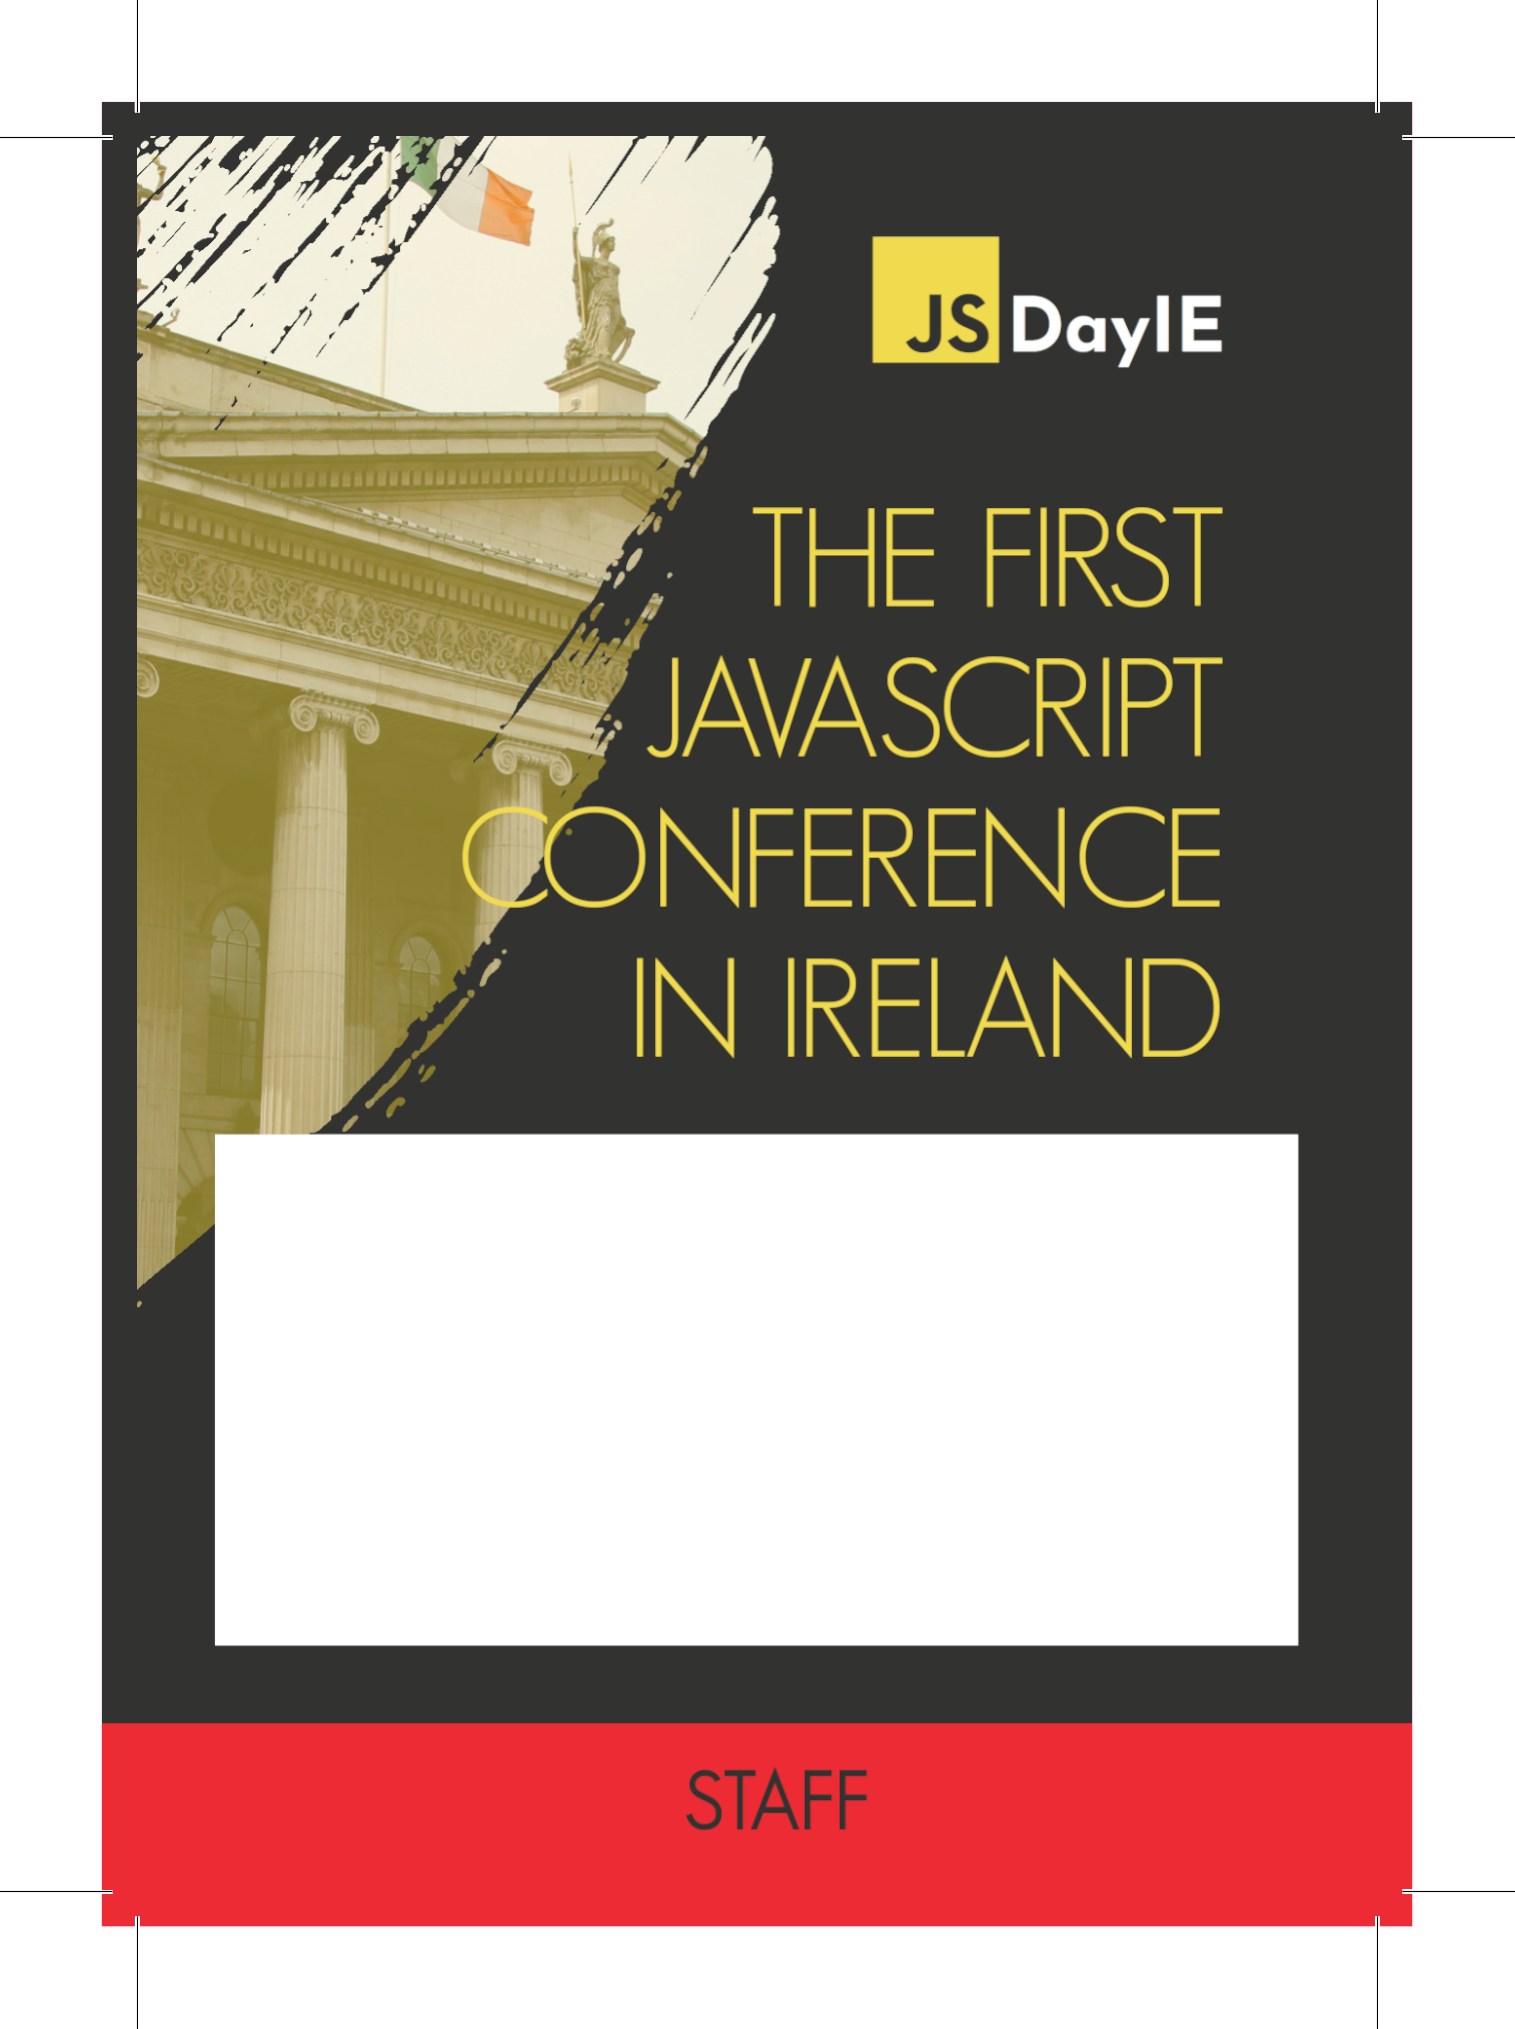 JS DayIE
THE FIRST
JAVASCRIPT
CONFERENCE
IN IRELAND
STAFF